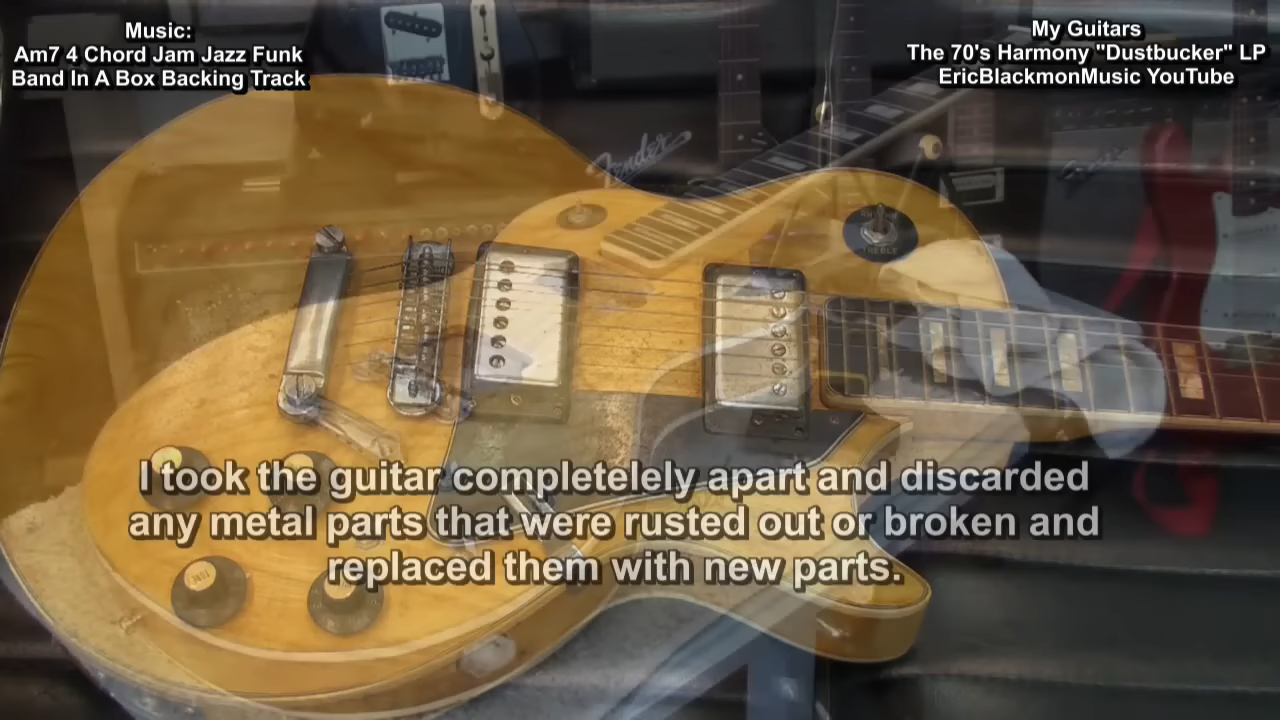 Music:
Am7 4 Chord Jam Jazz Funk
Band In A Box Backing Track
My Guitars
The 70's Harmony "Dustbucker" LP
EricBlackmonMusic YouTube
Fender
TREBLE
I took the guitar completelely apart and discarded
any metal parts that were rusted out or broken and
replaced them with new parts.